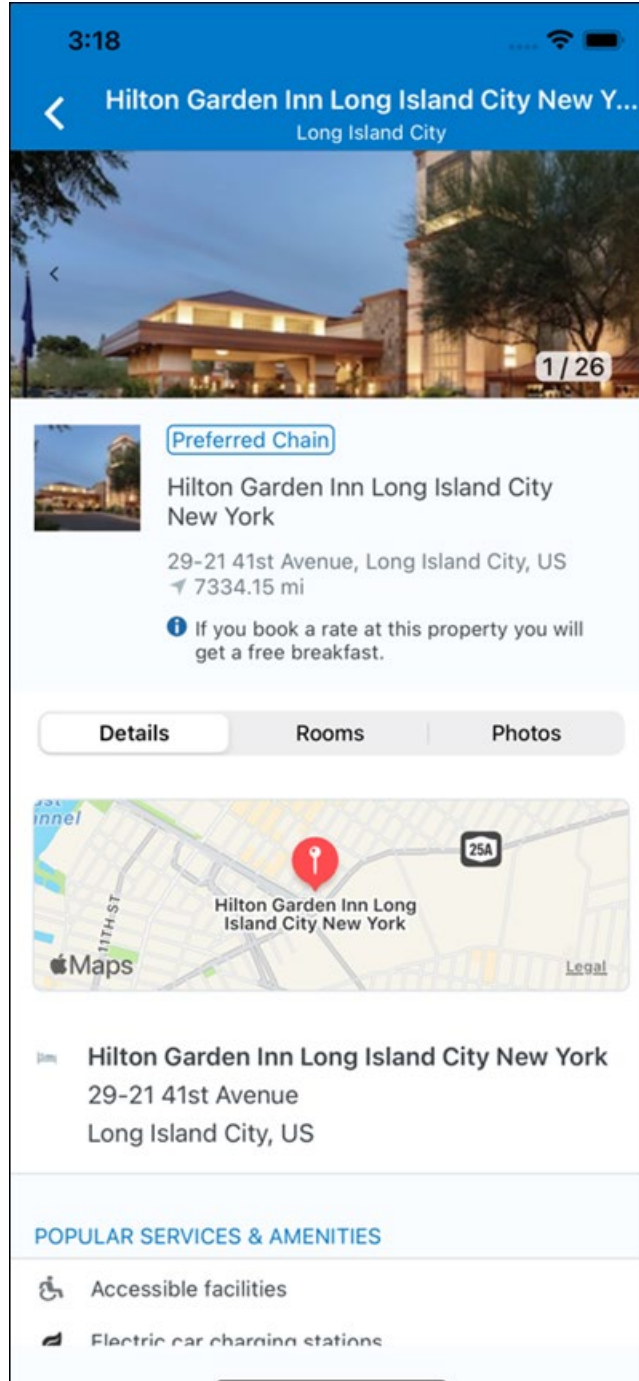 3:18
Hilton Garden Inn Long Island City New Y...
Long Island City
1 / 26
Preferred Chain
Hilton Garden Inn Long Island City
New York
29-21 41st Avenue, Long Island City, US
7334.15 mi
If you book a rate at this property you will
get a free breakfast.
Details Rooms Photos
25A
11TH ST
Hilton Garden Inn Long
Island City New York
Maps
Legal
Hilton Garden Inn Long Island City New York
29-21 41st Avenue
Long Island City, US
POPULAR SERVICES & AMENITIES
Accessible facilities
Electric car charging stations